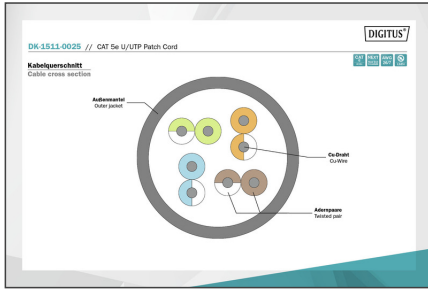 DIGITUS®
DK-1511-0025 // CAT 5e U/UTP Patch Cord
Kabelquerschnitt
Cable cross section
Außenmantel
Outer jacket
Cu-Draht
Cu-Wire
Adernpaare
Twisted pair